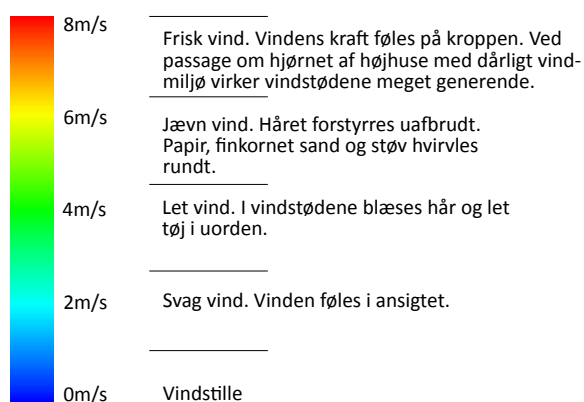 8m/s
Frisk vind. Vindens kraft føles på kroppen. Ved
passage om hjørnet af højhuse med dårligt vind-
miljø virker vindstødene meget generende.
6m/s
Jævn vind. Håret forstyrres uafbrudt.
Papir, finkornet sand og støv hvirvles
rundt.
4m/s
Let vind. I vindstødene blæses hår og let
tøj i uorden.
2m/s
Svag vind. Vinden føles i ansigtet.
0m/s
Vindstille